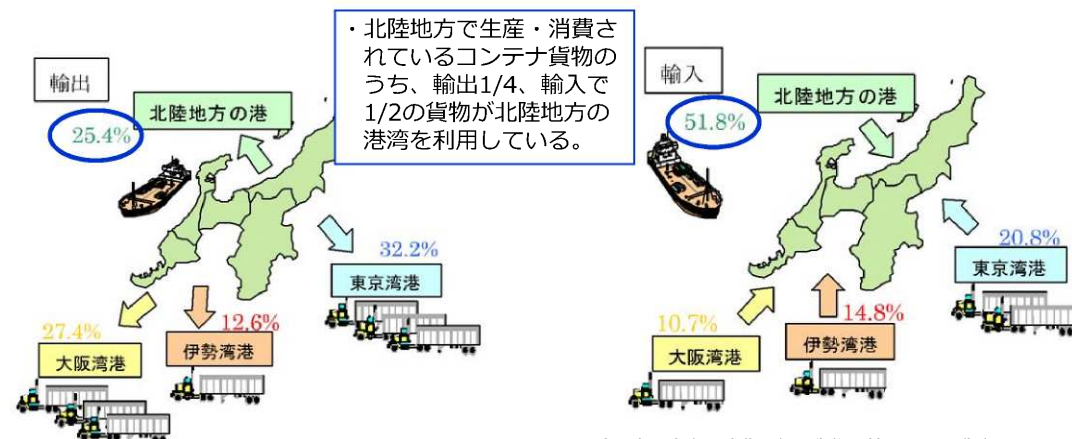 ・北陸地方で生産・消費さ
れているコンテナ貨物の
うち、輸出1/4、輸入で
1/2の貨物が北陸地方の
港湾を利用している。
輸出
北陸地方の港
25.4%
32.2%
東京湾港
27.4%
大阪湾港
12.6%
伊勢湾港
輸入
北陸地方の港
51.8%
20.8%
東京湾港
10.7%
大阪湾港
14.8%
伊勢湾港